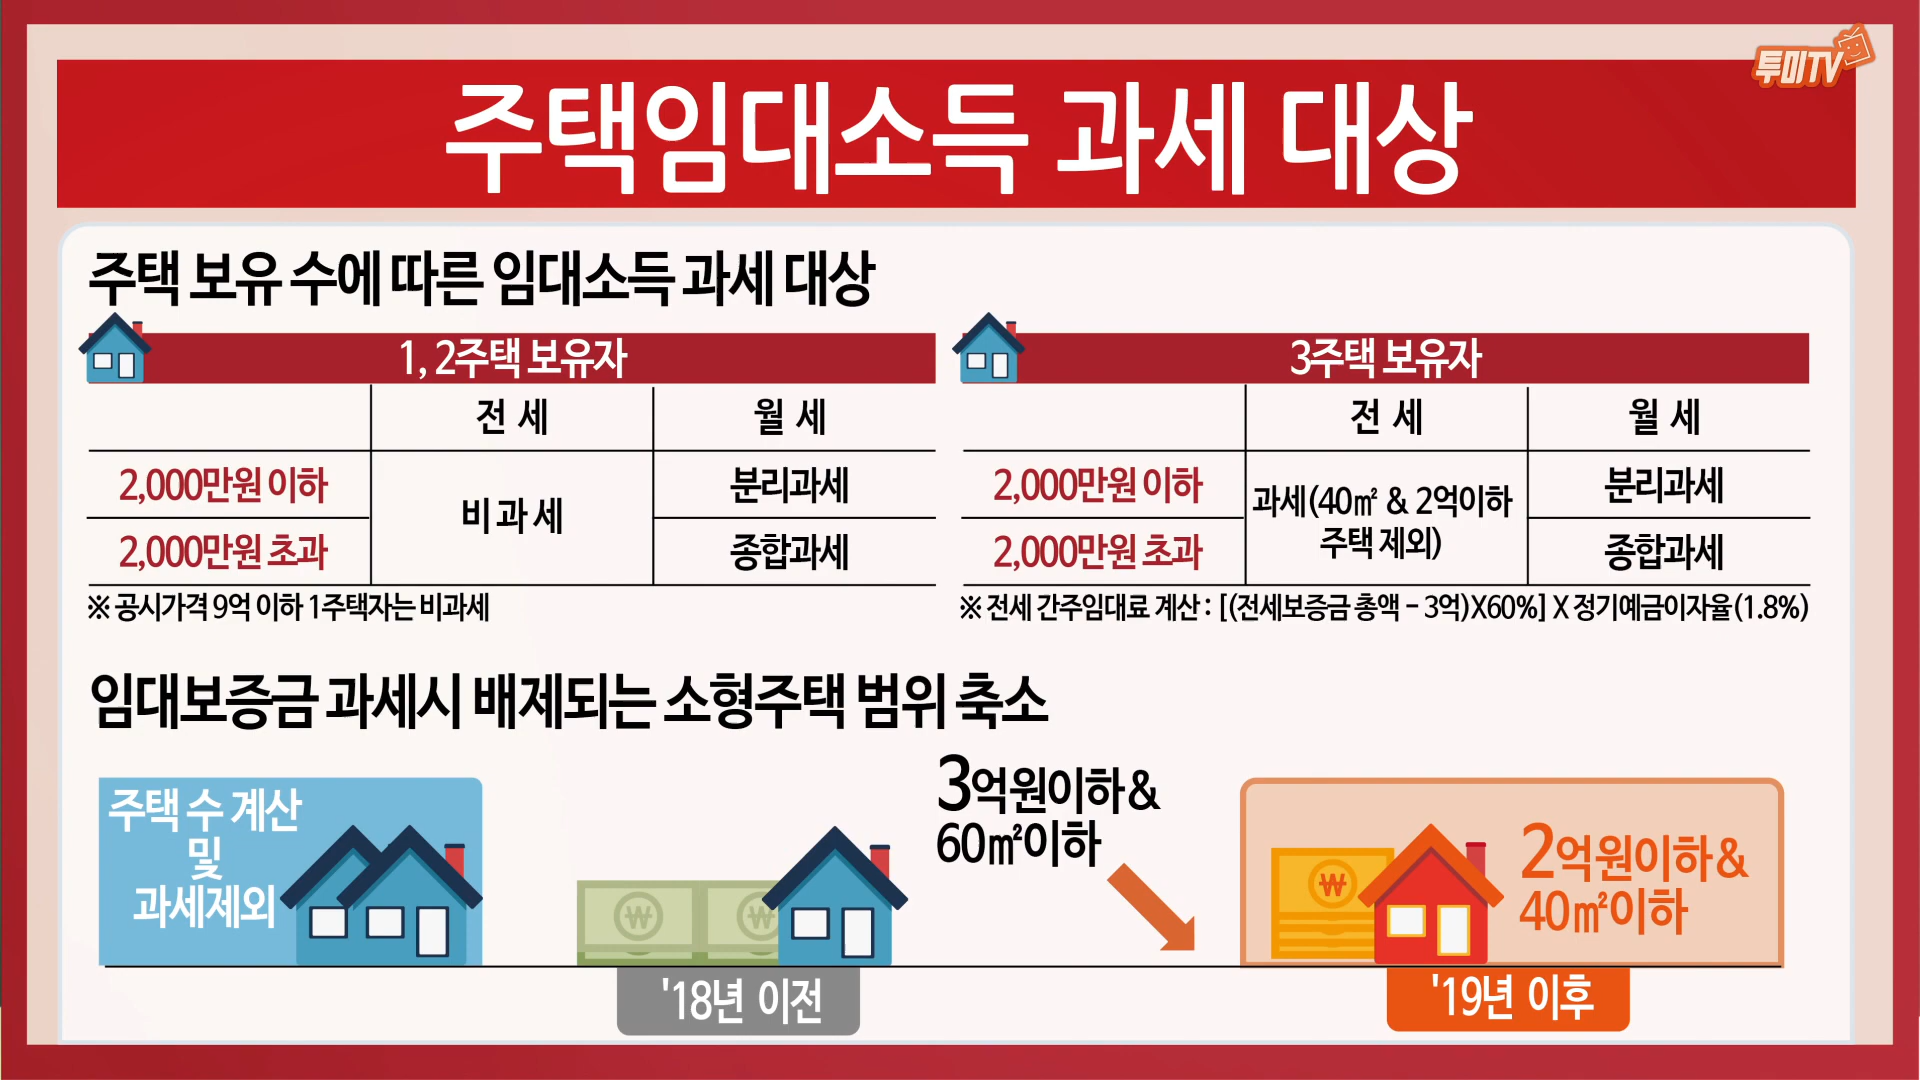 투미TV
주택임대소득 과세 대상
주택 보유 수에 따른 임대소득 과세 대상
1, 2주택 보유자
전 세
월 세
2,000만원 이하
비과세
분리과세
2,000만원 초과
종합과세
※ 공시가격 9억 이하 1주택자는 비과세
3주택 보유자
전 세
월 세
2,000만원 이하
과세(40㎡ & 2억이하
주택 제외)
분리과세
2,000만원 초과
종합과세
※ 전세 간주임대료 계산 : [(전세보증금 총액 - 3억)X60%] X 정기예금이자율(1.8%)
임대보증금 과세시 배제되는 소형주택 범위 축소
주택 수 계산
및
과세제외
₩
₩
'18년 이전
3억원이하&
60㎡이하
₩
2억원이하&
40㎡이하
'19년 이후